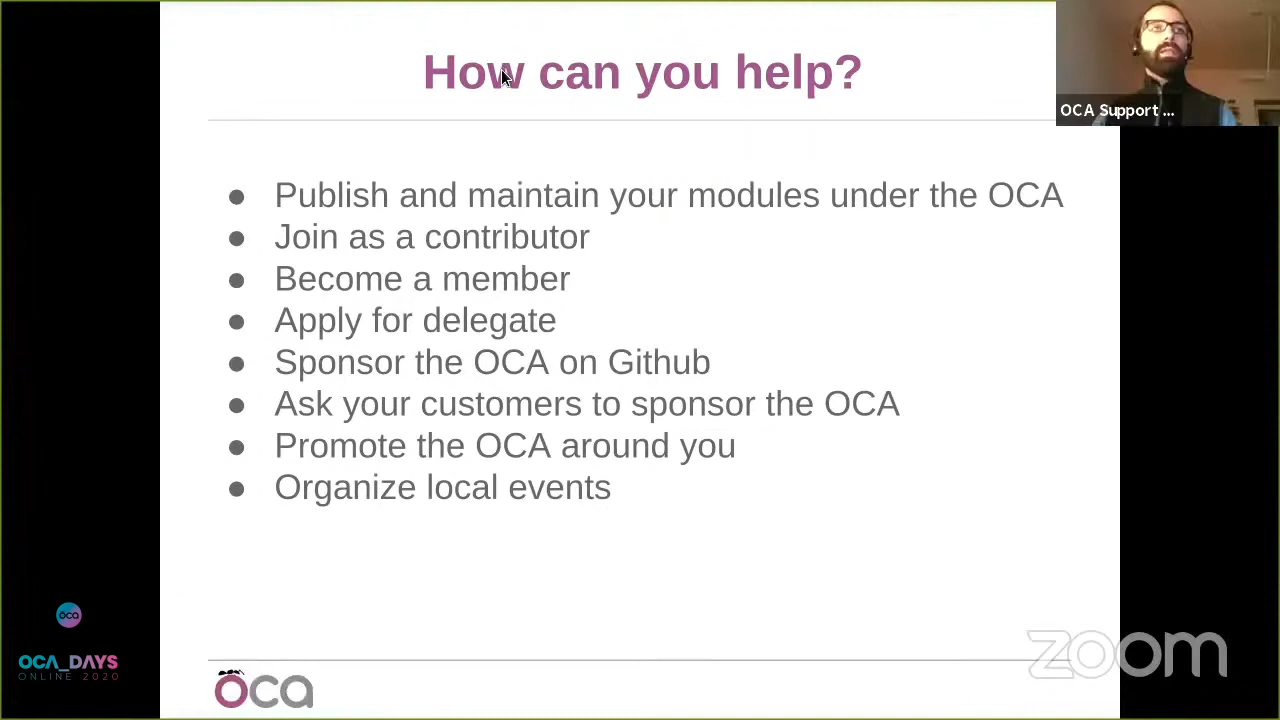 How can you help?
OCA Support ...
● Publish and maintain your modules under the OCA
● Join as a contributor
● Become a member
● Apply for delegate
● Sponsor the OCA on Github
● Ask your customers to sponsor the OCA
● Promote the OCA around you
● Organize local events
oca
OCA_DAYS
ONLINE 2020
zoom
oca